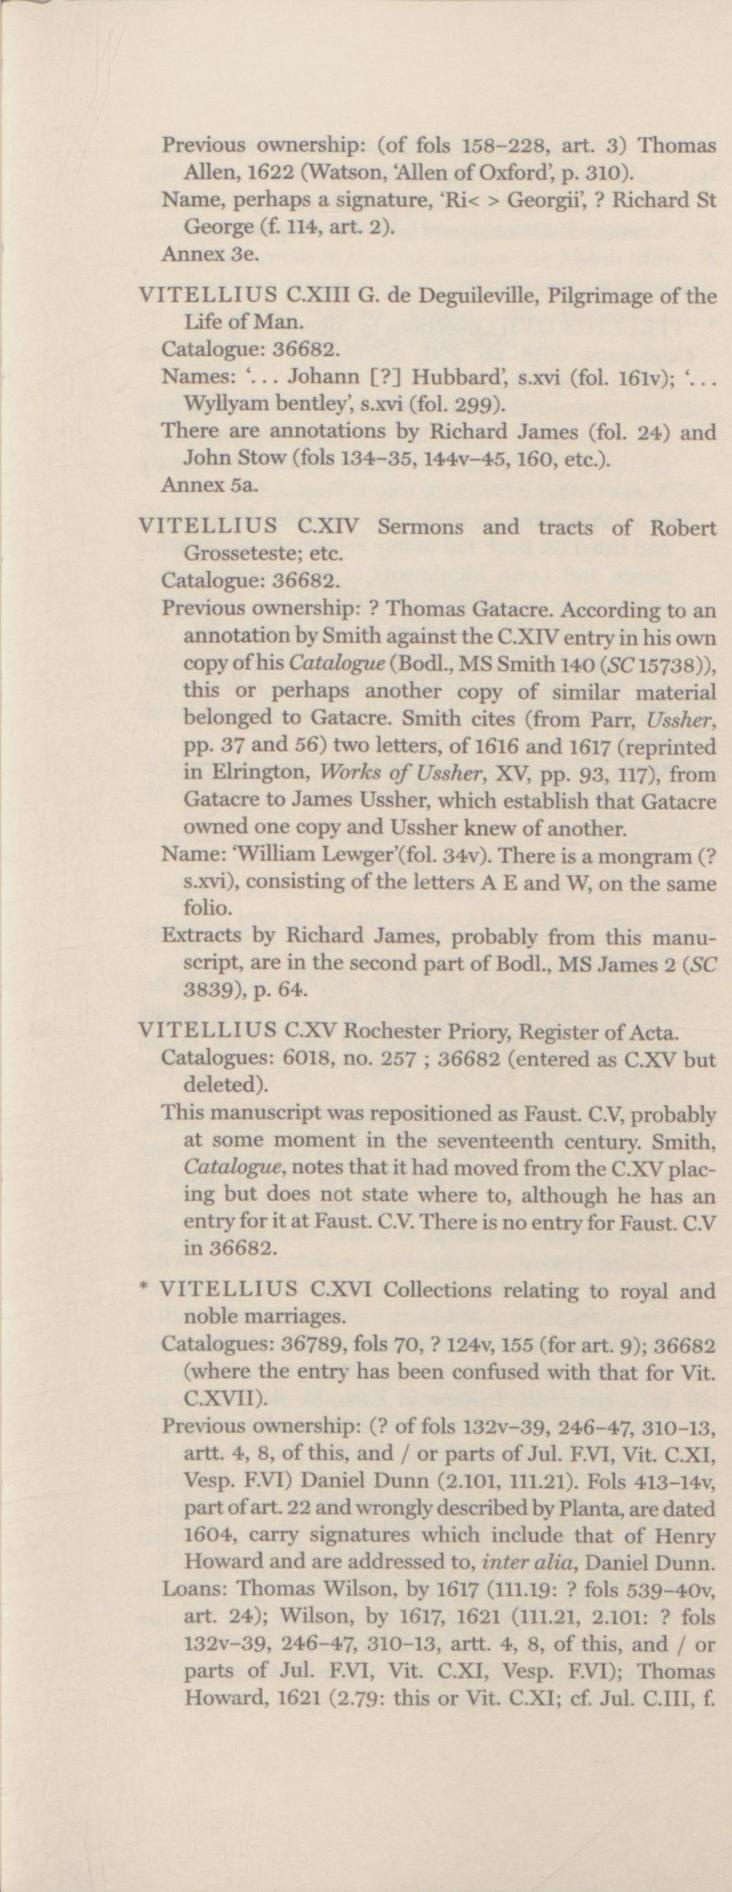 Previous ownership: (of fols 158–228, art. 3) Thomas
Allen, 1622 (Watson, ‘Allen of Oxford’, p. 310).
Name, perhaps a signature, ‘Ri< > Georgii’, ? Richard St
George (f. 114, art. 2).
Annex 3e.
VITELLIUS C.XIII G. de Deguileville, Pilgrimage of the
Life of Man.
Catalogue: 36682.
Names: ‘... Johann [?] Hubbard’, s.xvi (fol. 161v); ‘...
Wyllyam bentley’, s.xvi (fol. 299).
There are annotations by Richard James (fol. 24) and
John Stow (fols 134–35, 144v–45, 160, etc.).
Annex 5a.
VITELLIUS C.XIV Sermons and tracts of Robert
Grosseteste; etc.
Catalogue: 36682.
Previous ownership: ? Thomas Gatacre. According to an
annotation by Smith against the C.XIV entry in his own
copy of his Catalogue (Bodl., MS Smith 140 (SC 15738)),
this or perhaps another copy of similar material
belonged to Gatacre. Smith cites (from Parr, Ussher,
pp. 37 and 56) two letters, of 1616 and 1617 (reprinted
in Elrington, Works of Ussher, XV, pp. 93, 117), from
Gatacre to James Ussher, which establish that Gatacre
owned one copy and Ussher knew of another.
Name: ‘William Lewger’(fol. 34v). There is a mongram (?
s.xvi), consisting of the letters A E and W, on the same
folio.
Extracts by Richard James, probably from this manu-
script, are in the second part of Bodl., MS James 2 (SC
3839), p. 64.
VITELLIUS C.XV Rochester Priory, Register of Acta.
Catalogues: 6018, no. 257 ; 36682 (entered as C.XV but
deleted).
This manuscript was repositioned as Faust. C.V, probably
at some moment in the seventeenth century. Smith,
Catalogue, notes that it had moved from the C.XV plac-
ing but does not state where to, although he has an
entry for it at Faust. C.V. There is no entry for Faust. C.V
in 36682.
* VITELLIUS C.XVI Collections relating to royal and
noble marriages.
Catalogues: 36789, fols 70, ? 124v, 155 (for art. 9); 36682
(where the entry has been confused with that for Vit.
C.XVII).
Previous ownership: (? of fols 132v–39, 246–47, 310–13,
artt. 4, 8, of this, and / or parts of Jul. F.VI, Vit. C.XI,
Vesp. F.VI) Daniel Dunn (2.101, 111.21). Fols 413–14v,
part of art. 22 and wrongly described by Planta, are dated
1604, carry signatures which include that of Henry
Howard and are addressed to, inter alia, Daniel Dunn.
Loans: Thomas Wilson, by 1617 (111.19: ? fols 539–40v,
art. 24); Wilson, by 1617, 1621 (111.21, 2.101: ? fols
132v–39, 246–47, 310–13, artt. 4, 8, of this, and / or
parts of Jul. F.VI, Vit. C.XI, Vesp. F.VI); Thomas
Howard, 1621 (2.79: this or Vit. C.XI; cf. Jul. C.III, f.